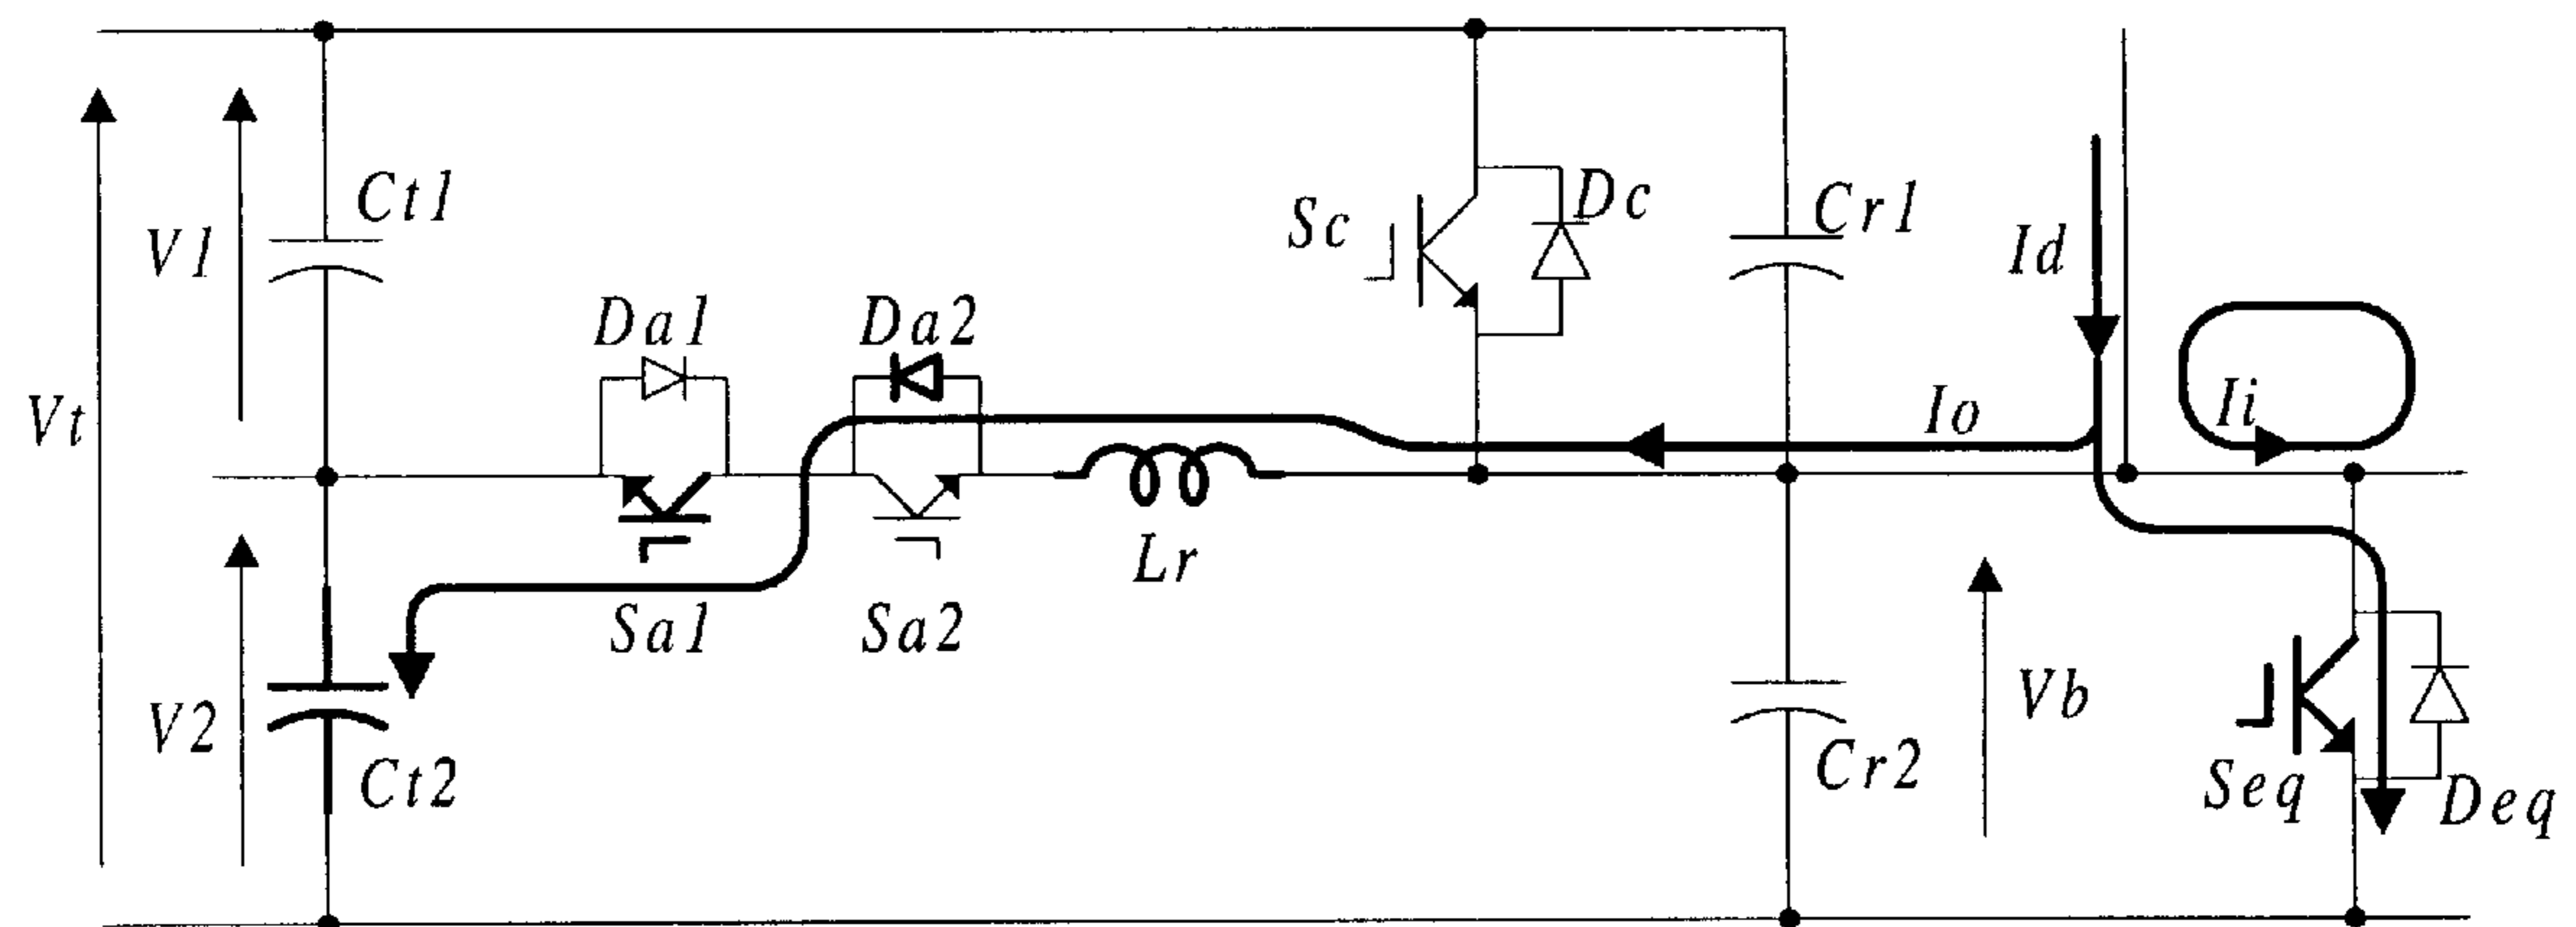 Ct1
Dc
Sc
Cr1
V1
Id
Da1
Da2
Vt
Io
Ii
Lr
Sa1
Sa2
Vb
V2
Ct2
Cr2
Seq
Deq